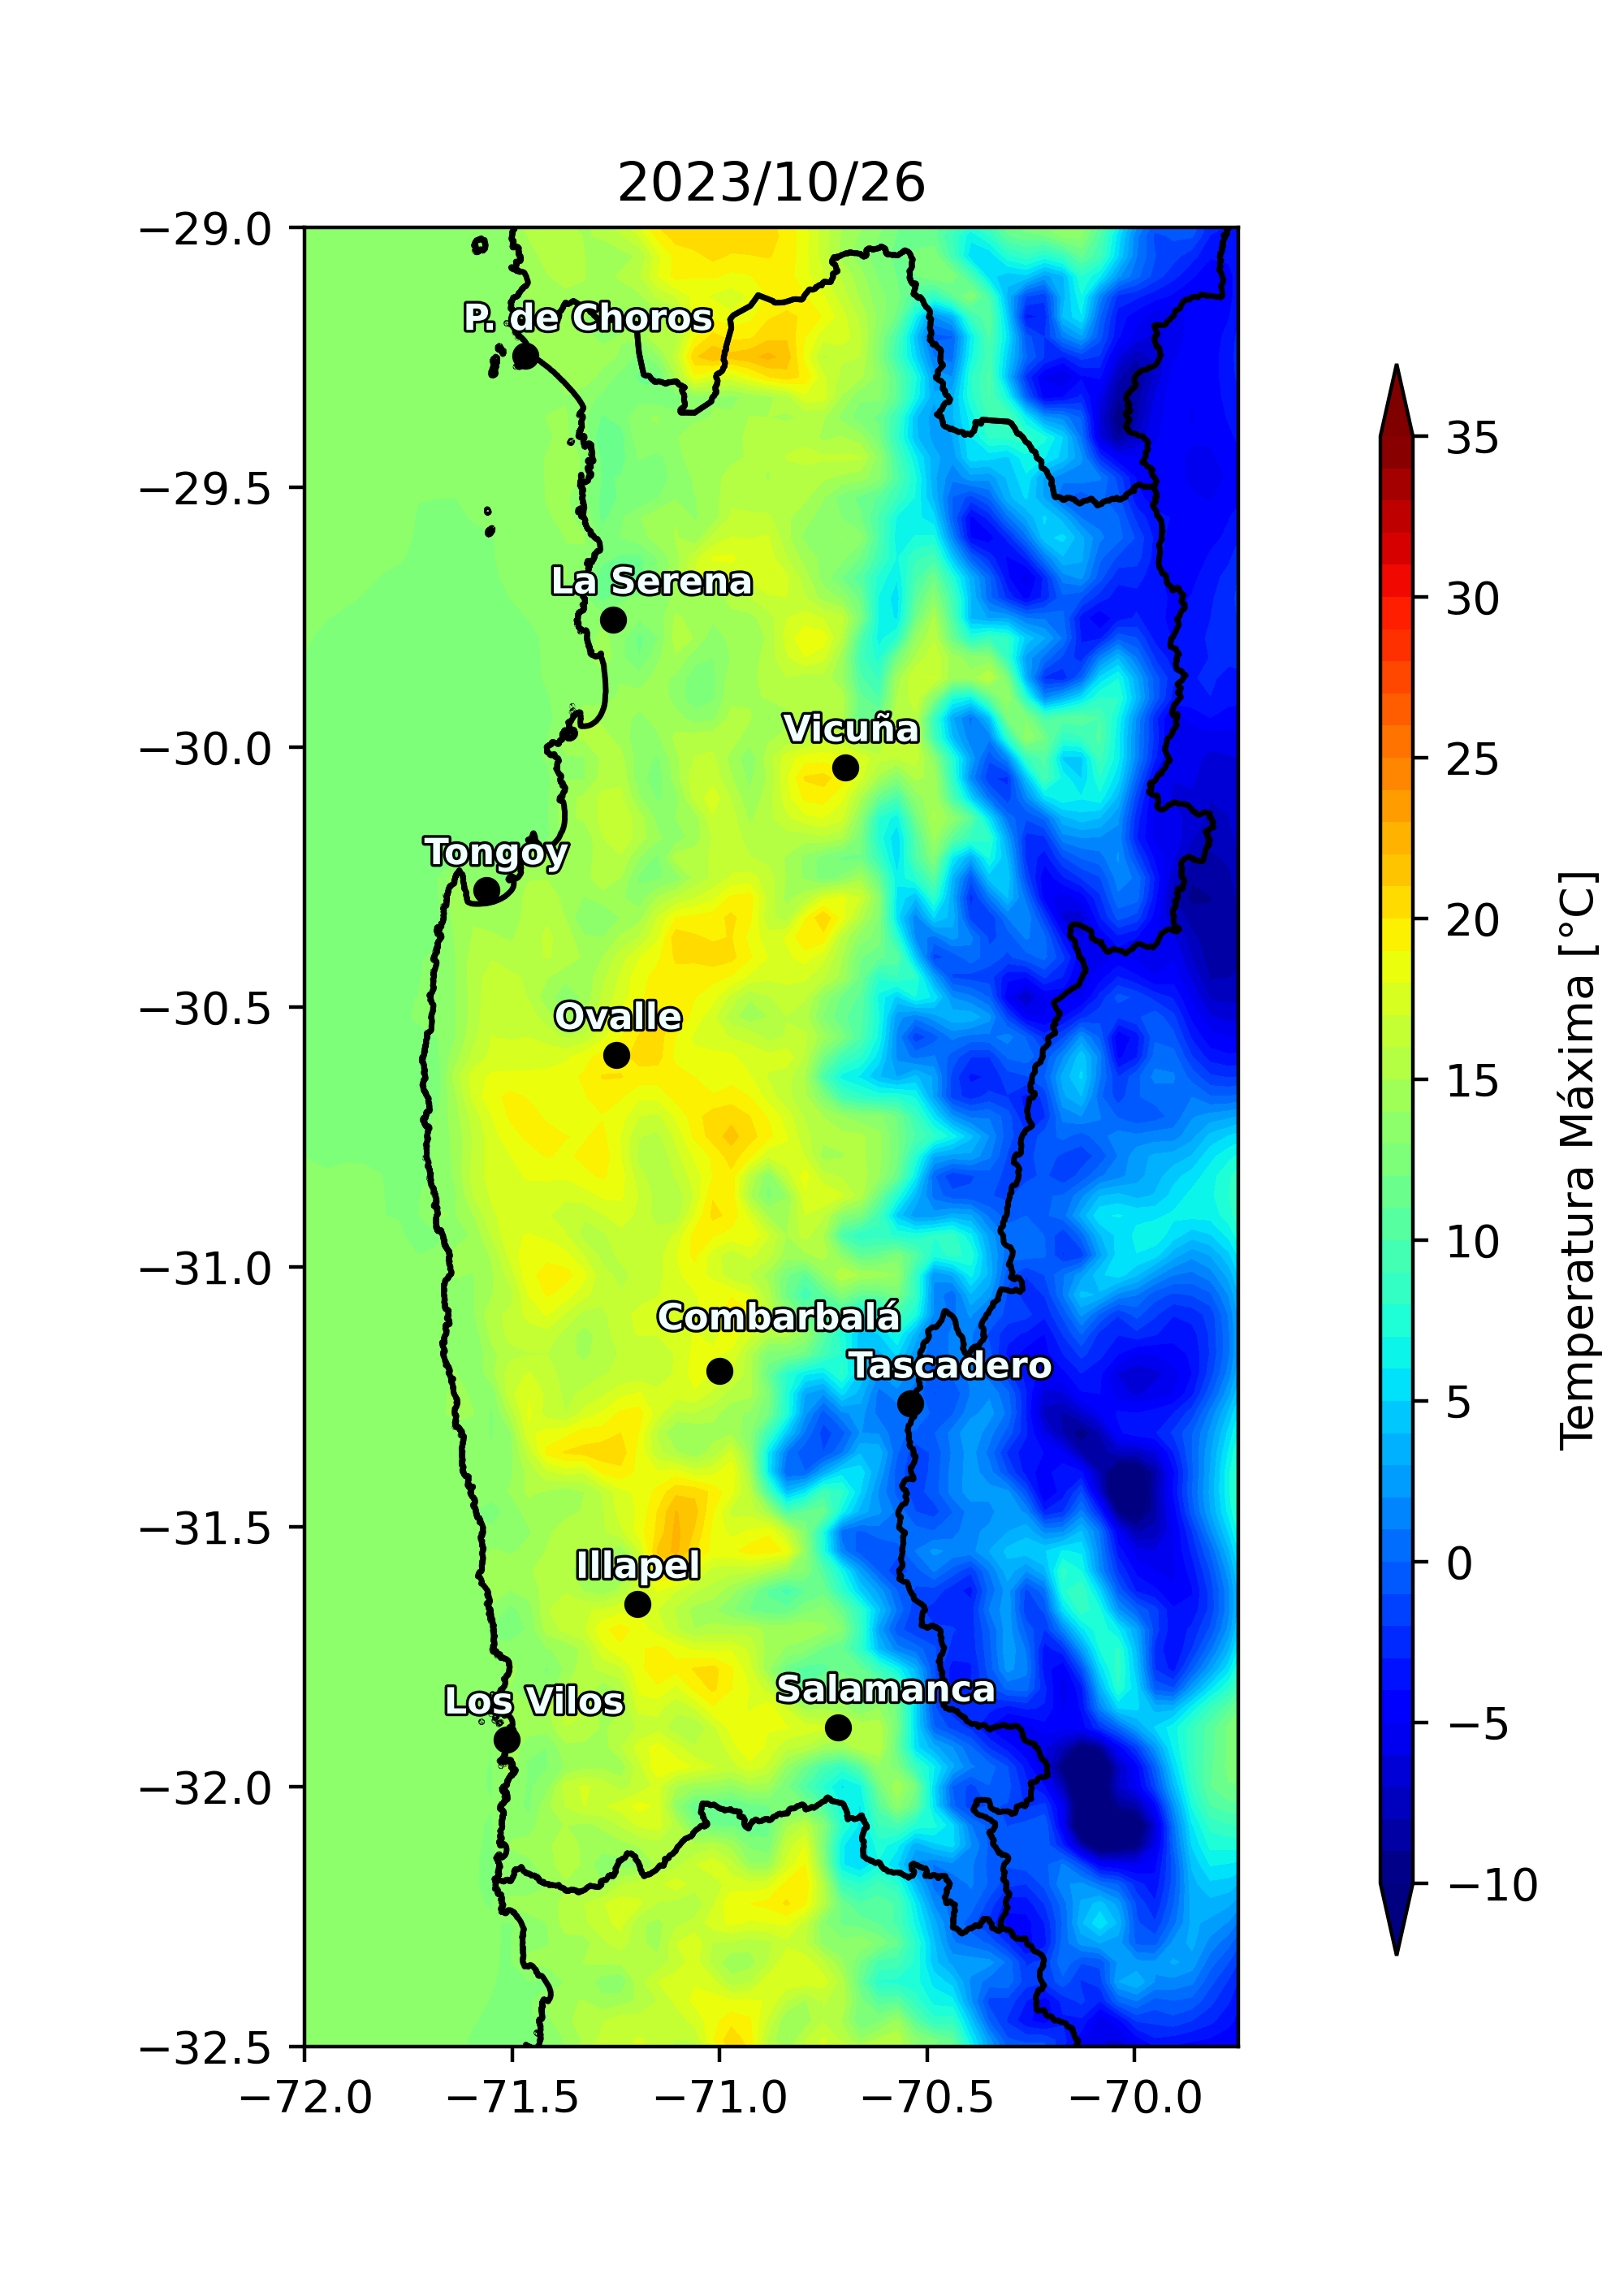 2023/10/26
−29.0
−29.5
−30.0
−30.5
−31.0
−31.5
−32.0
−32.5
−72.0
−71.5
−71.0
−70.5
−70.0
P. de Choros
La Serena
Vicuña
Tongoy
Ovalle
Combarbalá
Tascadero
Illapel
Los Vilos
Salamanca
35
30
25
20
15
10
5
0
−5
−10
Temperatura Máxima [°C]